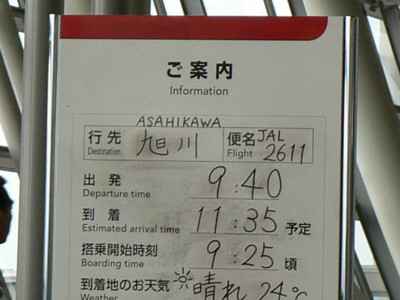 ご案内
Information
ASAHIKAWA
行先 旭川 便名 JAL
Destination Flight 2611
出発 9:40
Departure time
到着 11:35 予定
Estimated arrival time
搭乗開始時刻 9:25 頃
Boarding time
到着地のお天気 晴れ 24℃
Weather